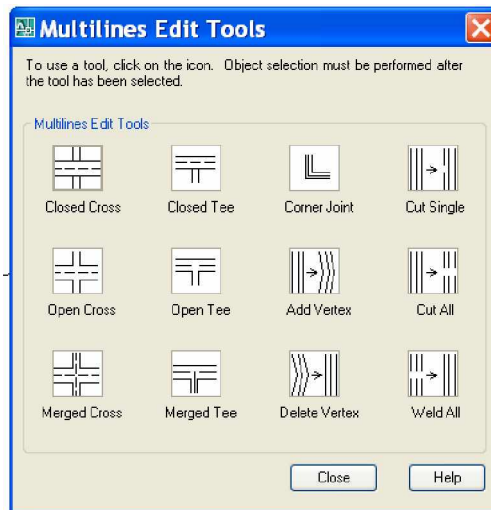 Multilines Edit Tools
To use a tool, click on the icon. Object selection must be performed after
the tool has been selected.
Multilines Edit Tools
Closed Cross Closed Tee Corner Joint Cut Single
Open Cross Open Tee Add Vertex Cut All
Merged Cross Merged Tee Delete Vertex Weld All
Close Help